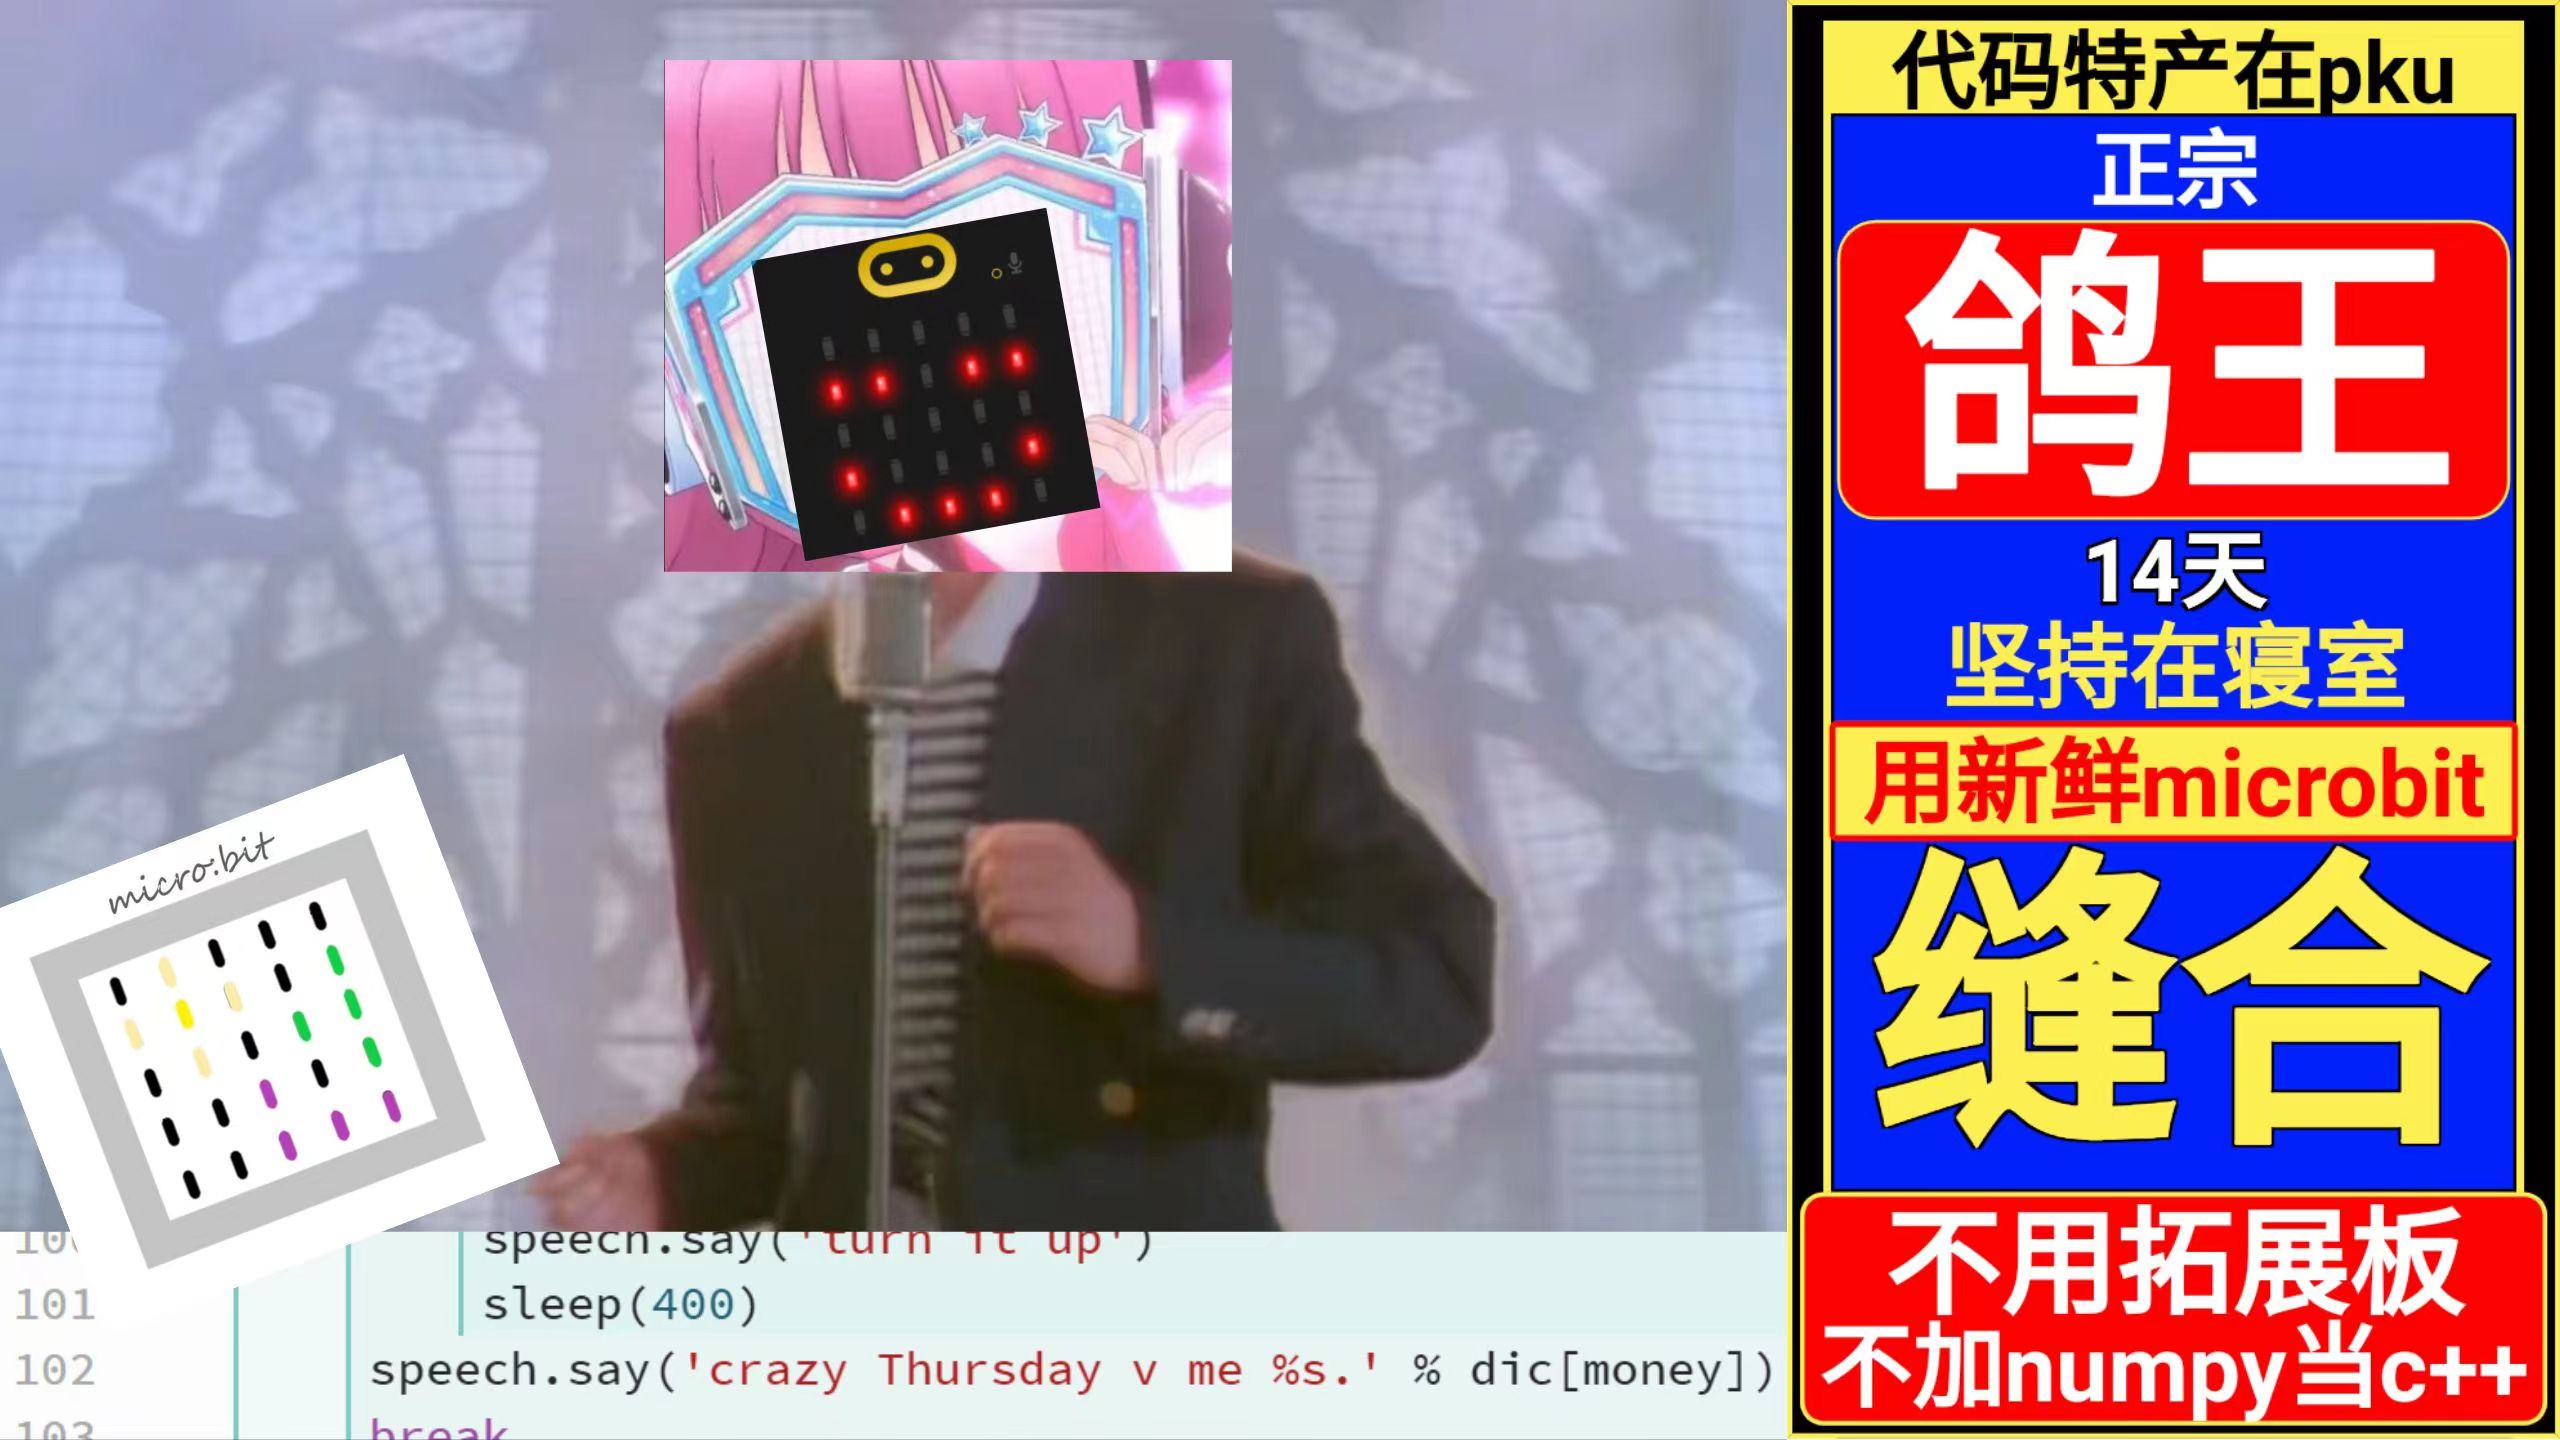 micro:bit
100
speech.say('turn it up')
101
sleep(400)
102
speech.say('crazy Thursday v me %s.' % dic[money])
103
break
代码特产在pku
正宗
鸽王
14天
坚持在寝室
用新鲜microbit
缝合
不用拓展板
不加numpy当c++